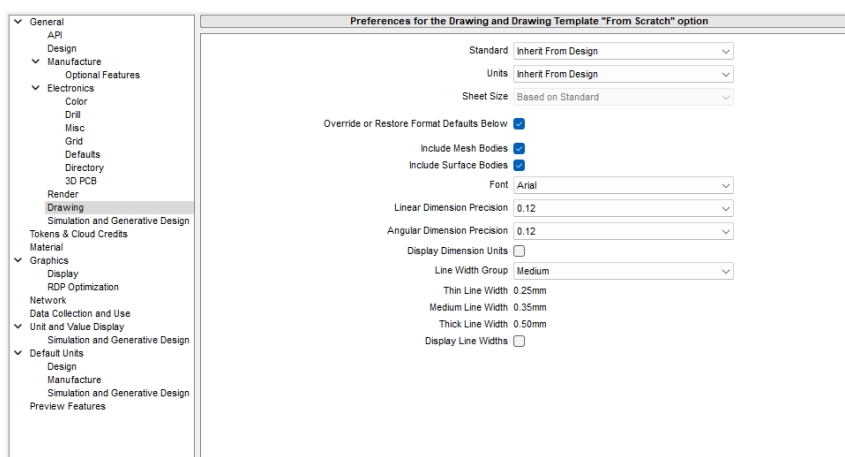 General
API
Design
Manufacture
Optional Features
Electronics
Color
Drill
Misc
Grid
Defaults
Directory
3D PCB
Render
Drawing
Simulation and Generative Design
Tokens & Cloud Credits
Material
Graphics
Display
RDP Optimization
Network
Data Collection and Use
Unit and Value Display
Simulation and Generative Design
Default Units
Design
Manufacture
Simulation and Generative Design
Preview Features
Preferences for the Drawing and Drawing Template "From Scratch" option
Standard Inherit From Design
Units Inherit From Design
Sheet Size Based on Standard
Override or Restore Format Defaults Below
Include Mesh Bodies
Include Surface Bodies
Font Arial
Linear Dimension Precision 0.12
Angular Dimension Precision 0.12
Display Dimension Units
Line Width Group Medium
Thin Line Width 0.25mm
Medium Line Width 0.35mm
Thick Line Width 0.50mm
Display Line Widths